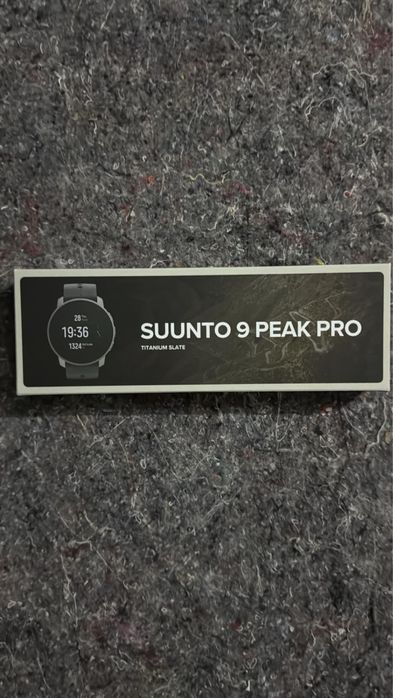 28
19:36
1324
SUUNTO 9 PEAK PRO
TITANIUM SLATE